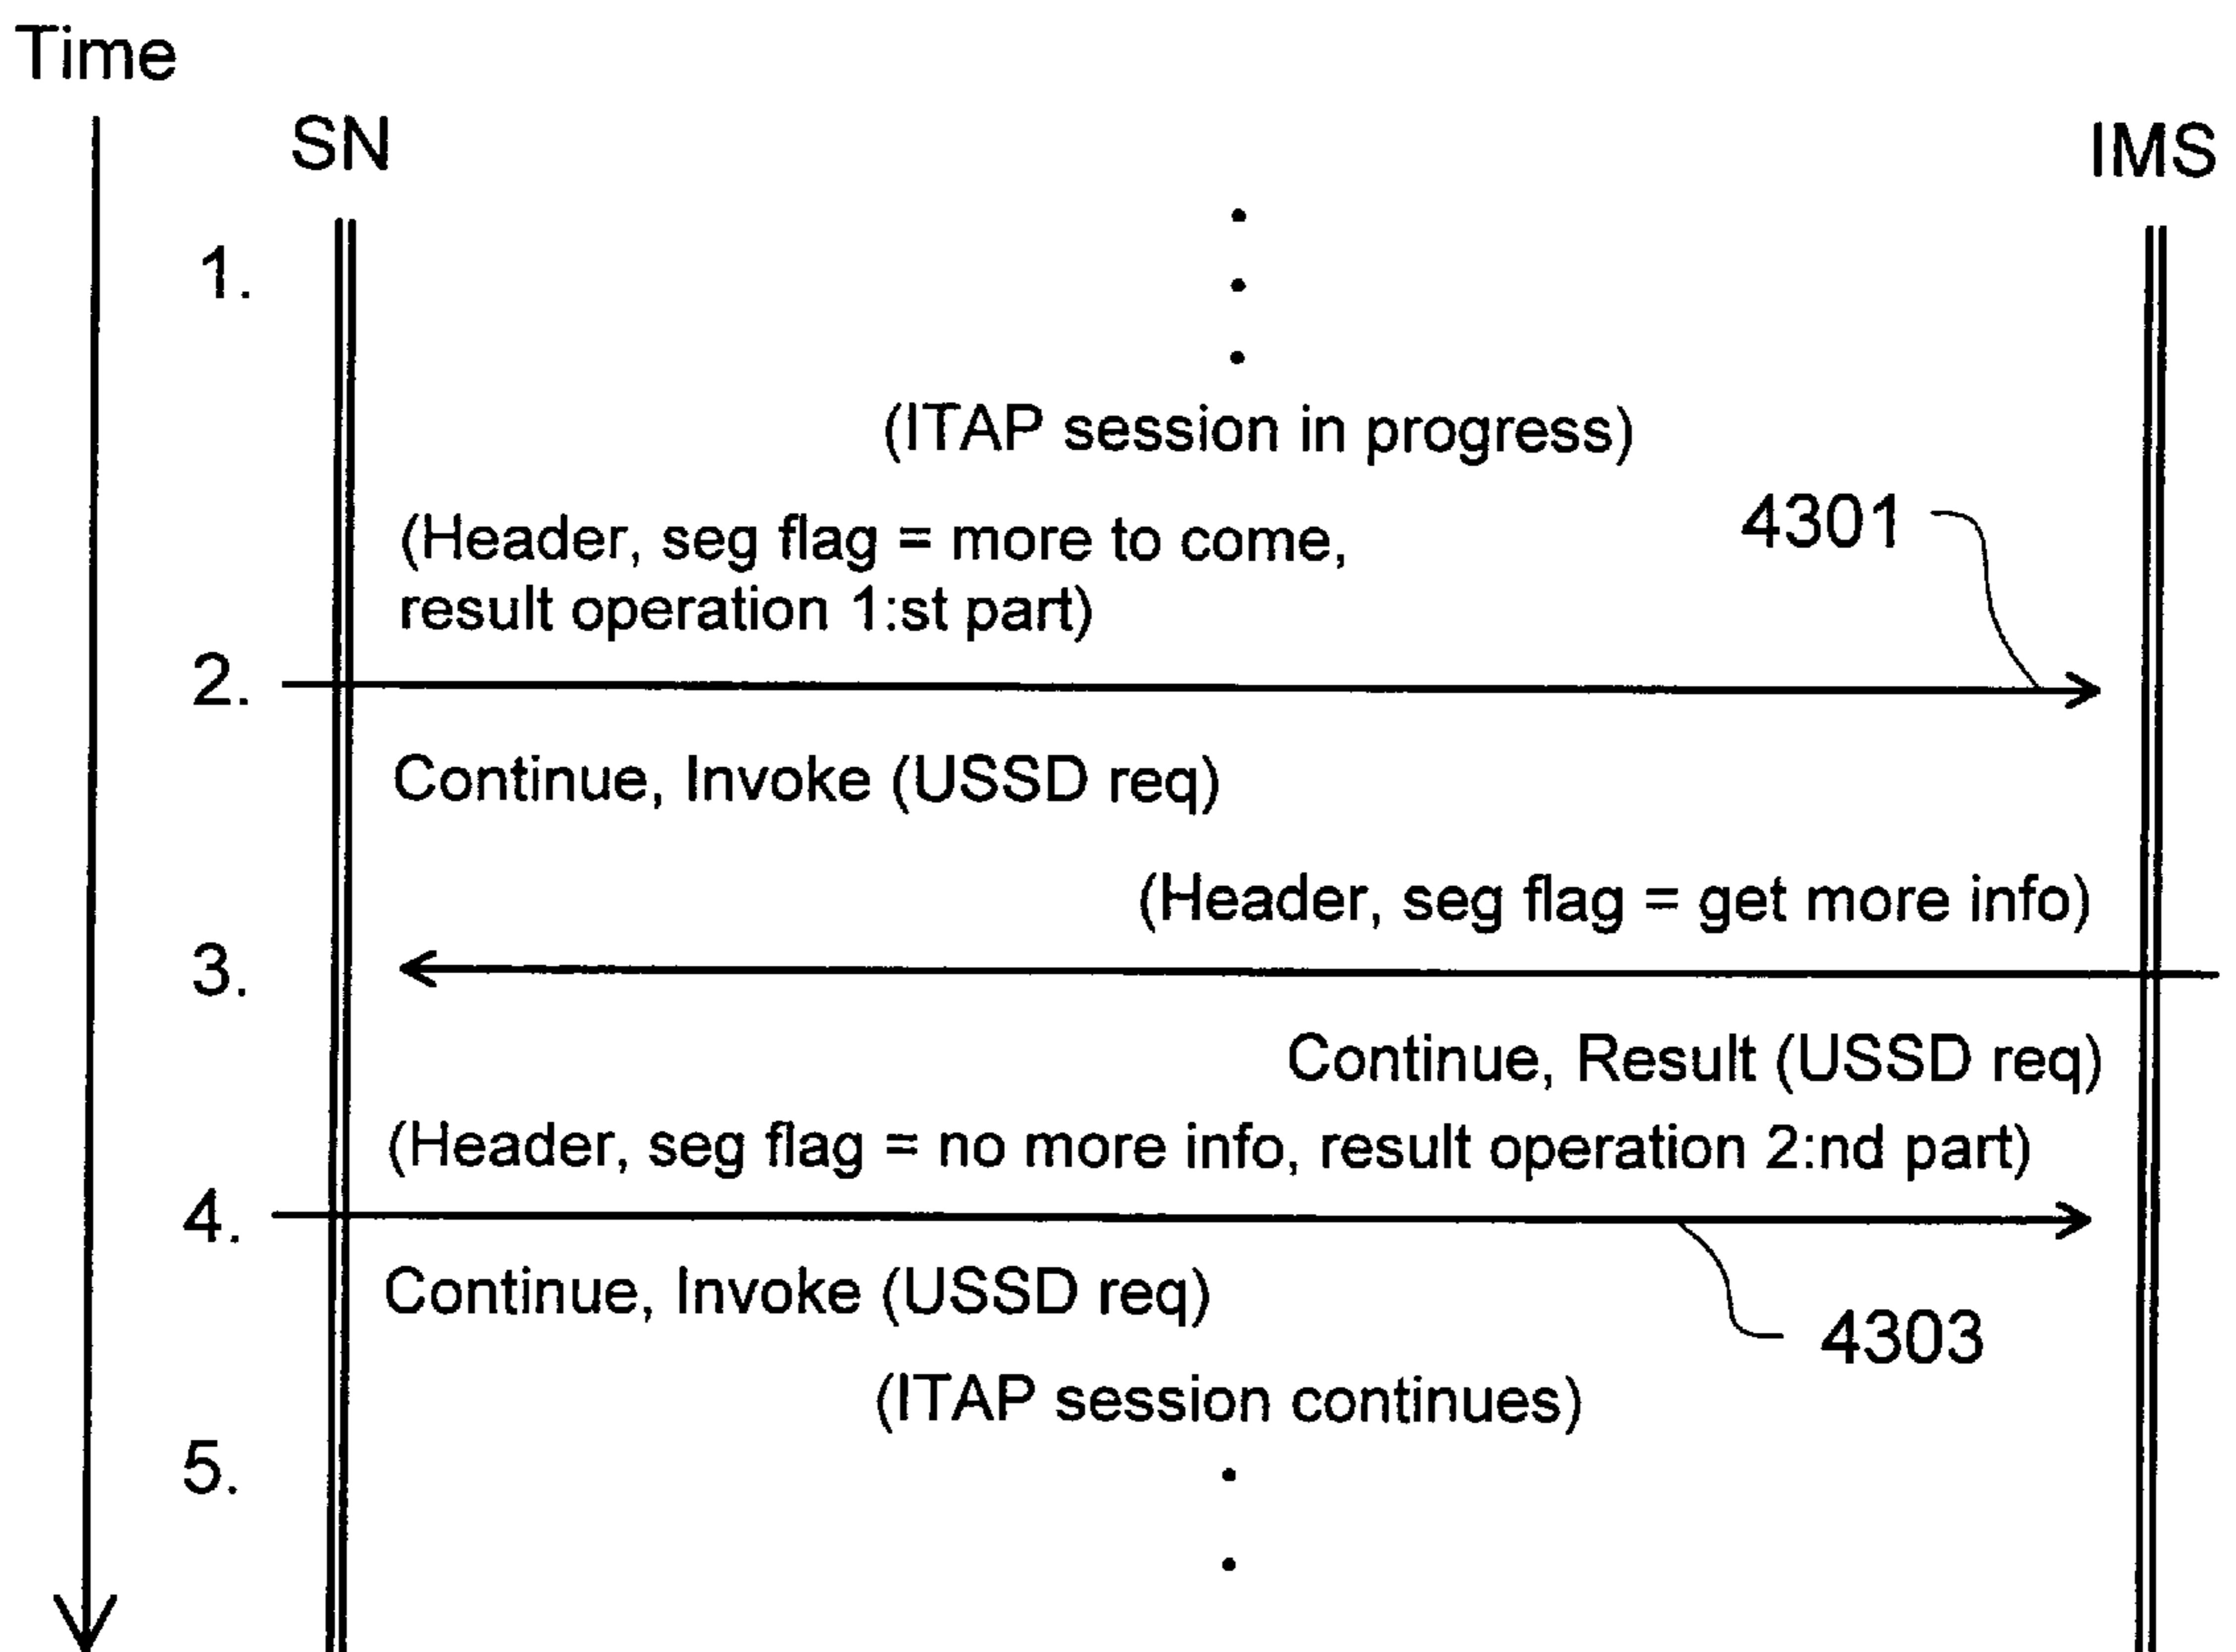 Time
SN
IMS
1.
(ITAP session in progress)
4301
(Header, seg flag = more to come,
result operation 1:st part)
2.
Continue, Invoke (USSD req)
(Header, seg flag = get more info)
3.
Continue, Result (USSD req)
(Header, seg flag = no more info, result operation 2:nd part)
4.
Continue, Invoke (USSD req)
4303
(ITAP session continues)
5.